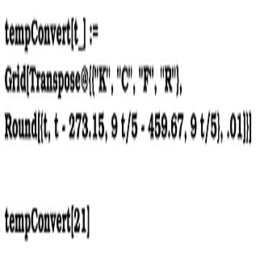 tempConvert[t_] :=
Grid[Transpose@{{"K", "C", "F", "R"},
Round[{t, t - 273.15, 9 t/5 - 459.67, 9 t/5}, .01]}]
tempConvert[21]